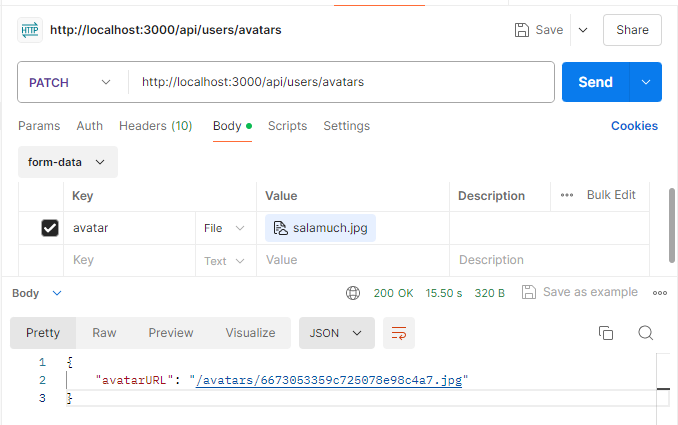 HTTP http://localhost:3000/api/users/avatars Save Share
PATCH http://localhost:3000/api/users/avatars Send
Params Auth Headers (10) Body Scripts Settings Cookies
form-data
Key Value Description Bulk Edit
avatar File salamuch.jpg
Key Text Value Description
Body 200 OK 15.50 s 320 B Save as example
Pretty Raw Preview Visualize JSON
1 {
2 "avatarURL": "/avatars/6673053359c725078e98c4a7.jpg"
3 }